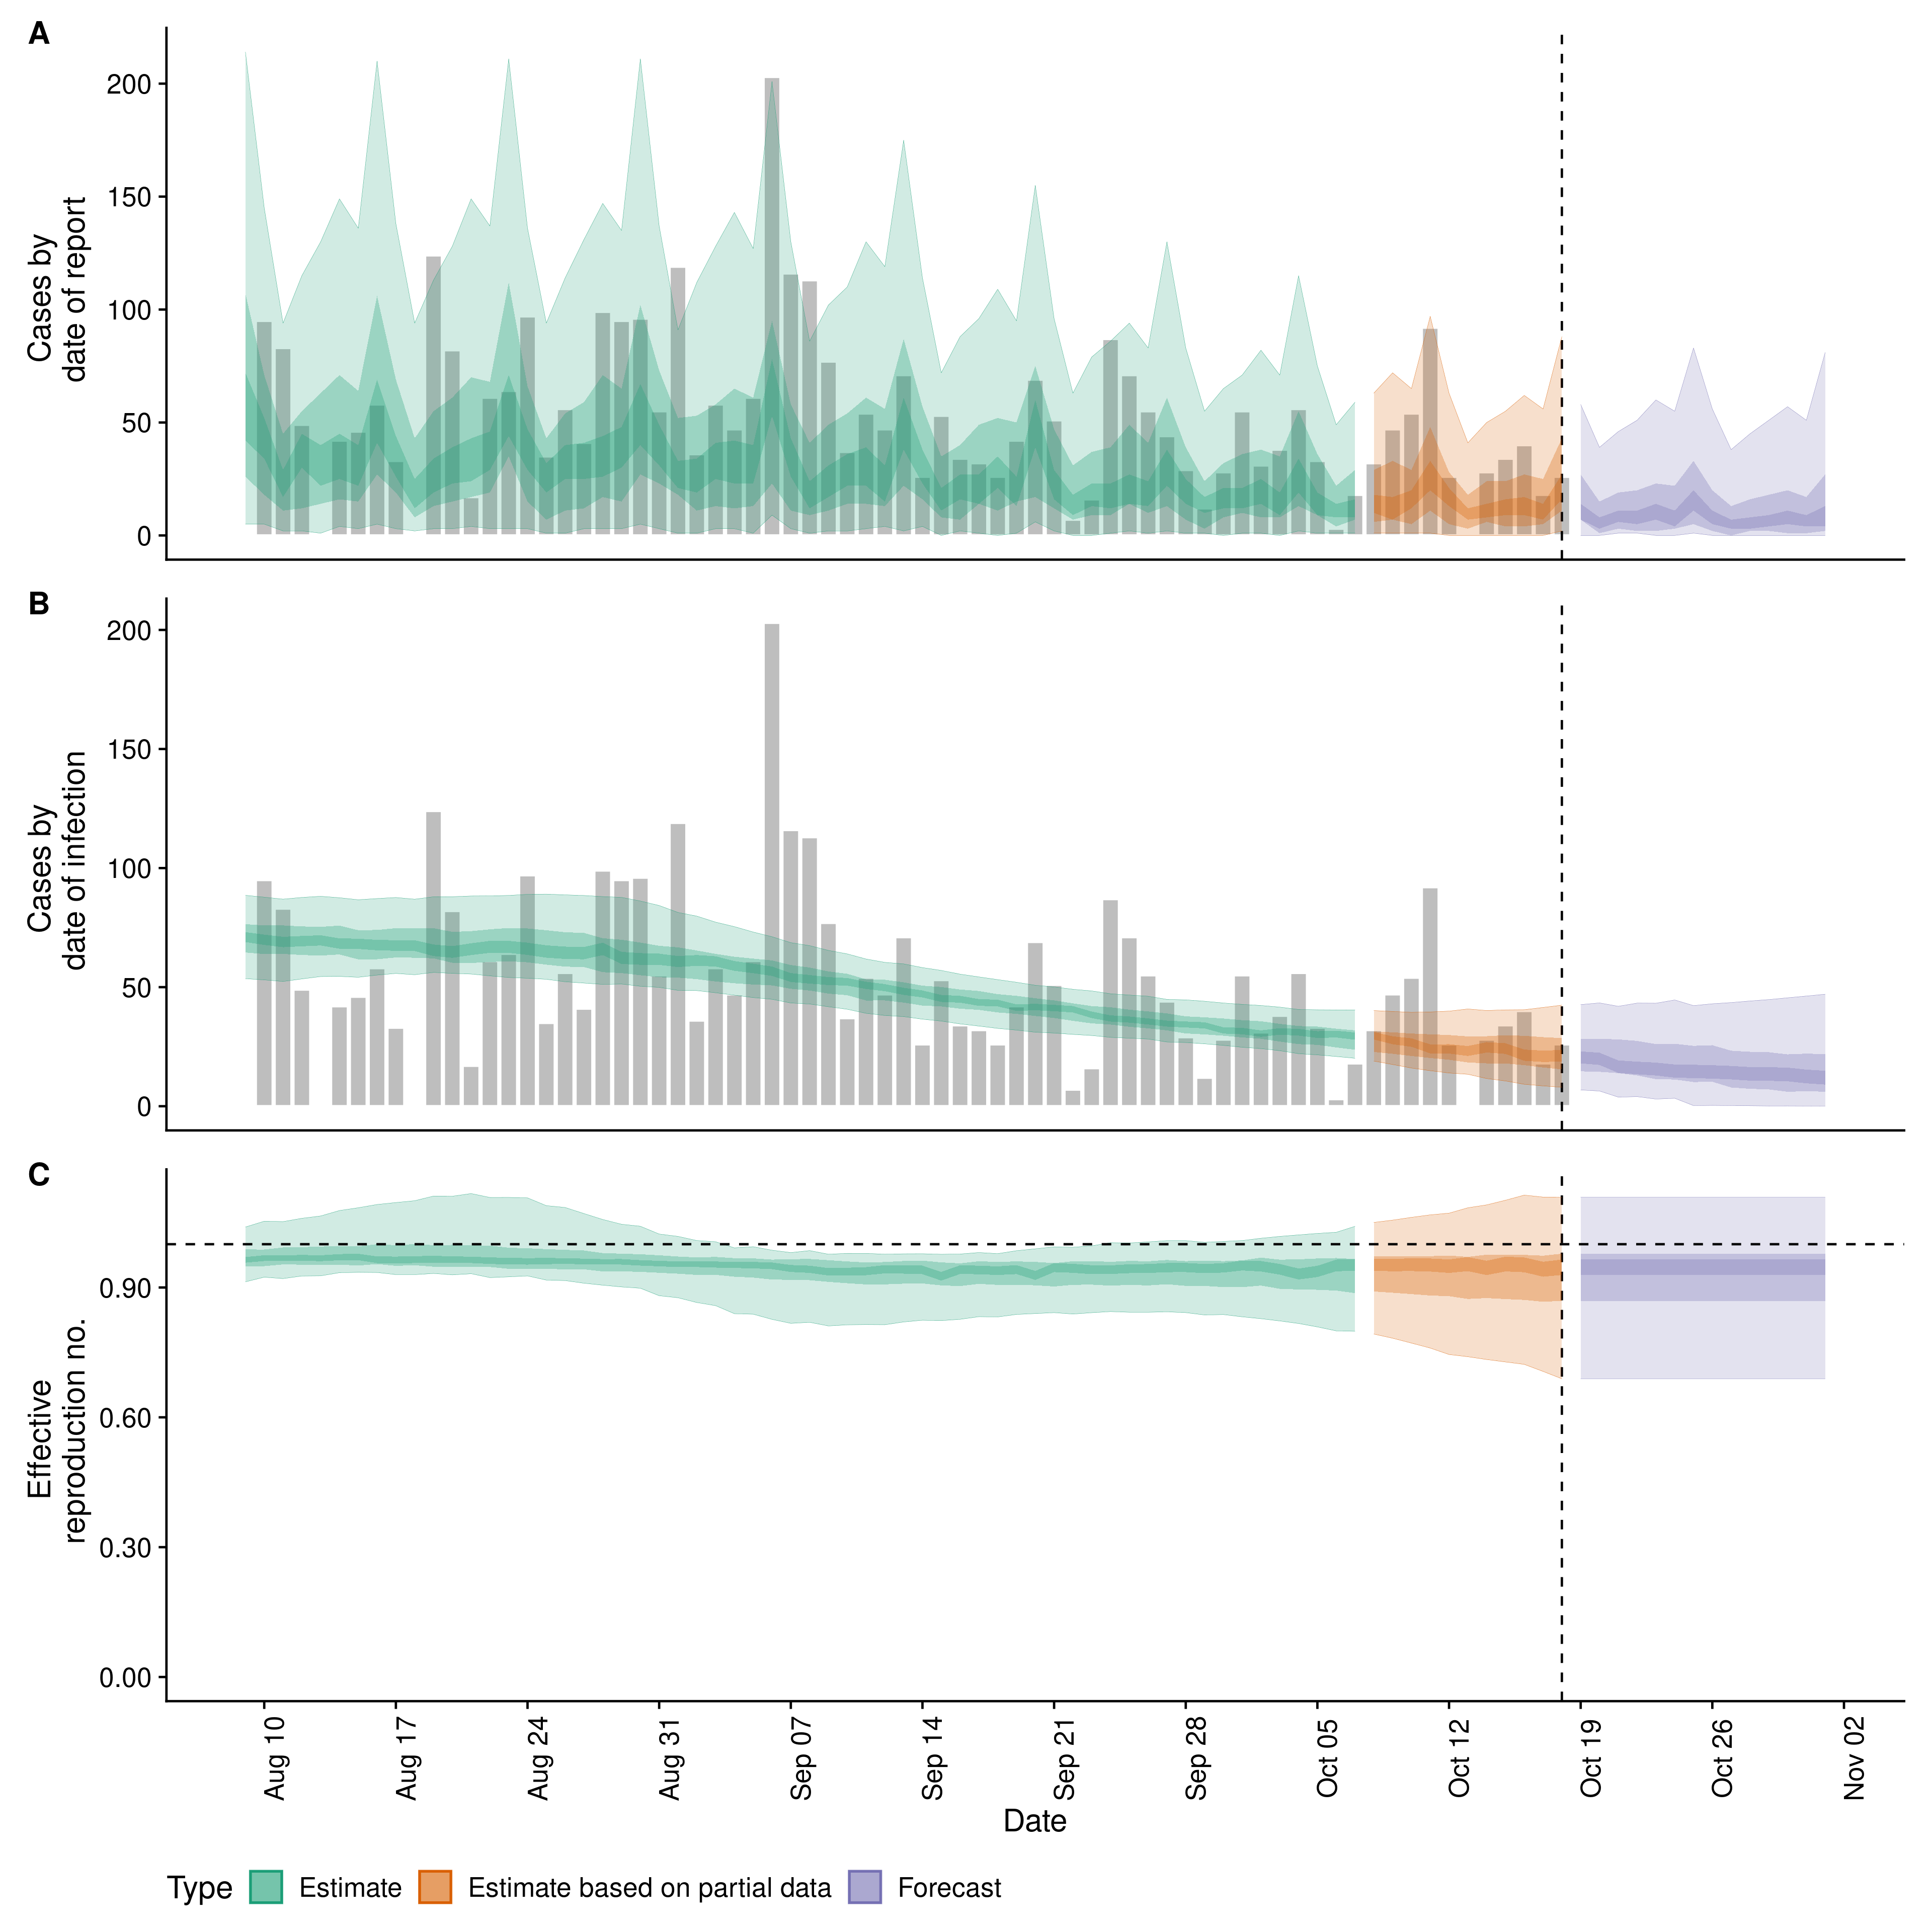 A
Cases by
date of report
200
150
100
50
0
B
Cases by
date of infection
200
150
100
50
0
C
Effective
reproduction no.
0.90
0.60
0.30
0.00
Aug 10
Aug 17
Aug 24
Aug 31
Sep 07
Sep 14
Sep 21
Sep 28
Oct 05
Oct 12
Oct 19
Oct 26
Nov 02
Date
Type Estimate Estimate based on partial data Forecast